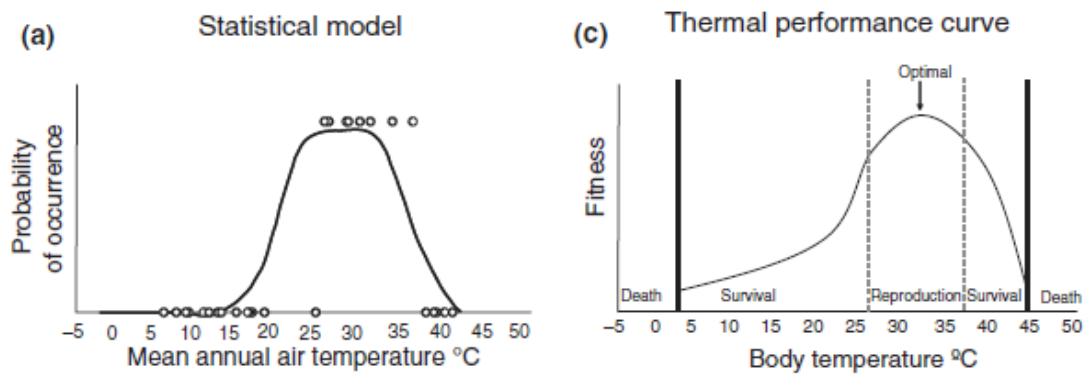 (a)
Statistical model
Probability
of occurrence
−5 0 5 10 15 20 25 30 35 40 45 50
Mean annual air temperature °C
(c)
Thermal performance curve
Optimal
Fitness
Death Survival Reproduction Survival Death
−5 0 5 10 15 20 25 30 35 40 45 50
Body temperature ºC